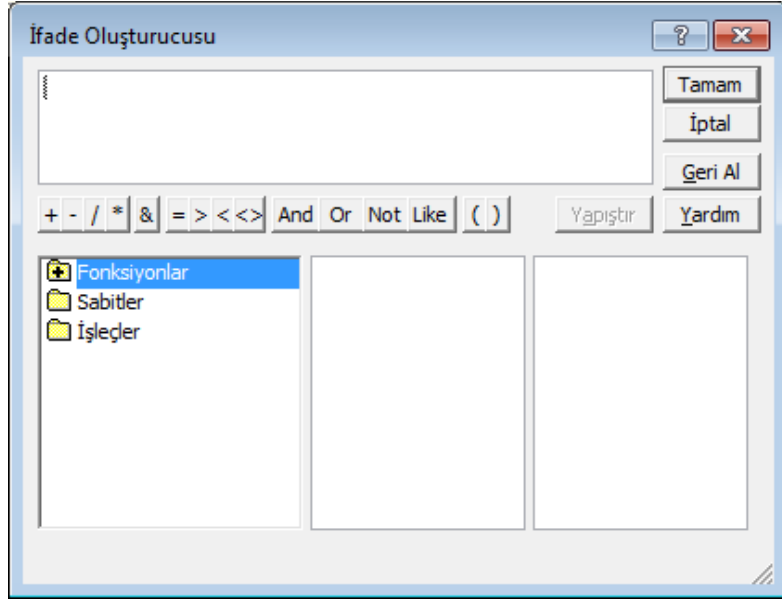 İfade Oluşturucusu
Tamam
İptal
Geri Al
+ - / * & = > < <> And Or Not Like ( ) Yapıştır Yardım
Fonksiyonlar
Sabitler
İşleçler